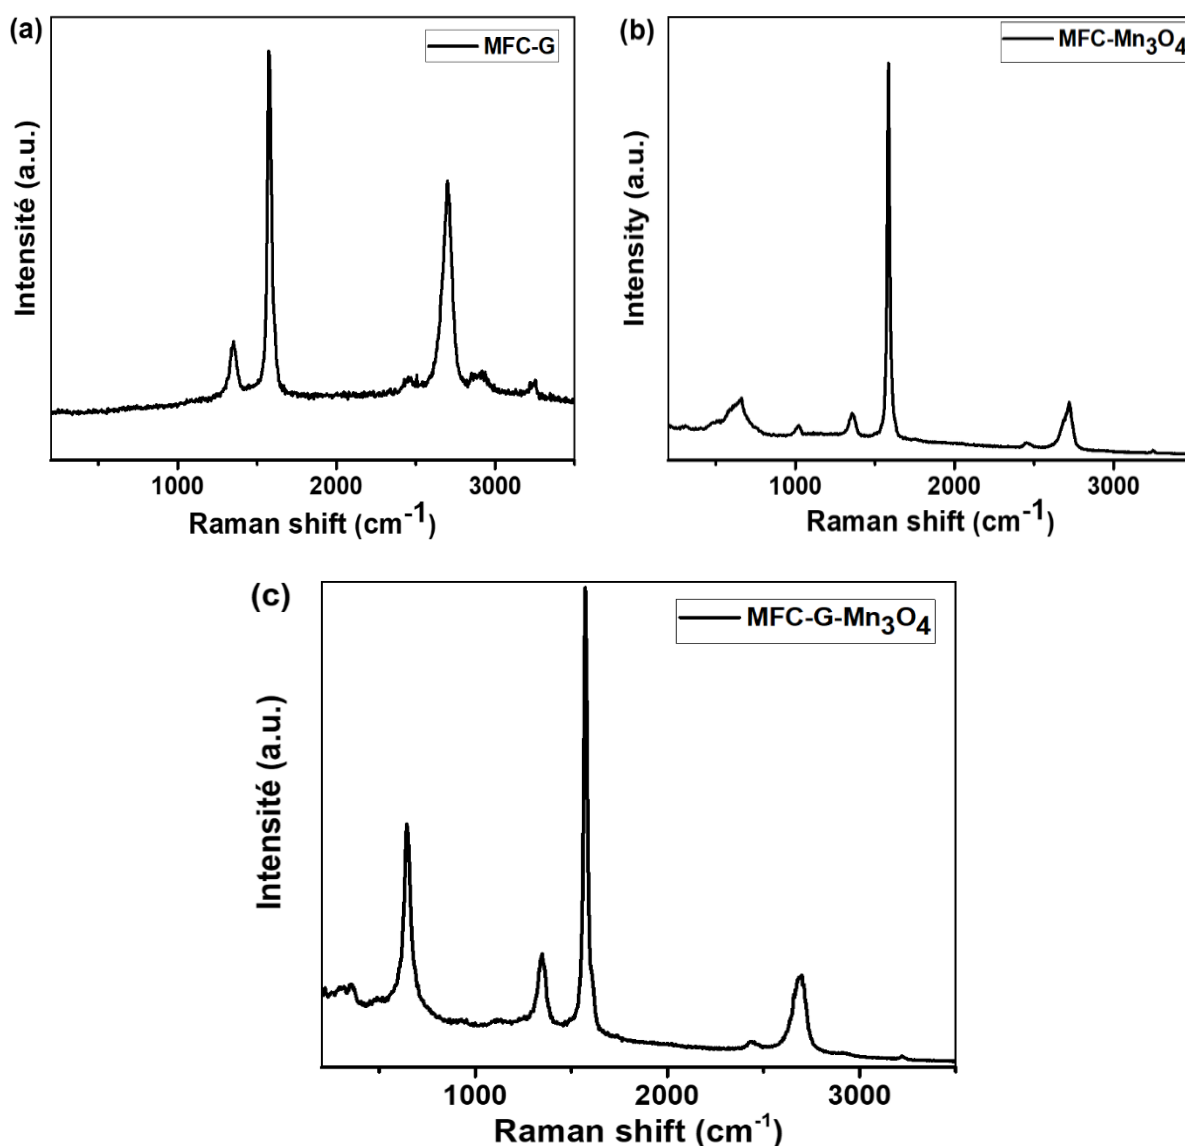 (a)
MFC-G
Intensité (a.u.)
1000 2000 3000
Raman shift (cm⁻¹)
(b)
MFC-Mn₃O₄
Intensity (a.u.)
1000 2000 3000
Raman shift (cm⁻¹)
(c)
MFC-G-Mn₃O₄
Intensité (a.u.)
1000 2000 3000
Raman shift (cm⁻¹)